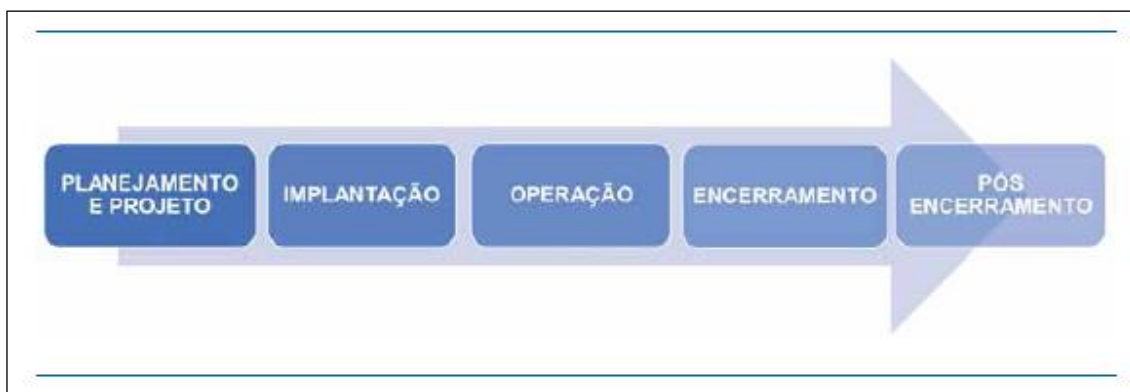 PLANEJAMENTO
E PROJETO
IMPLANTAÇÃO
OPERAÇÃO
ENCERRAMENTO
PÓS
ENCERRAMENTO